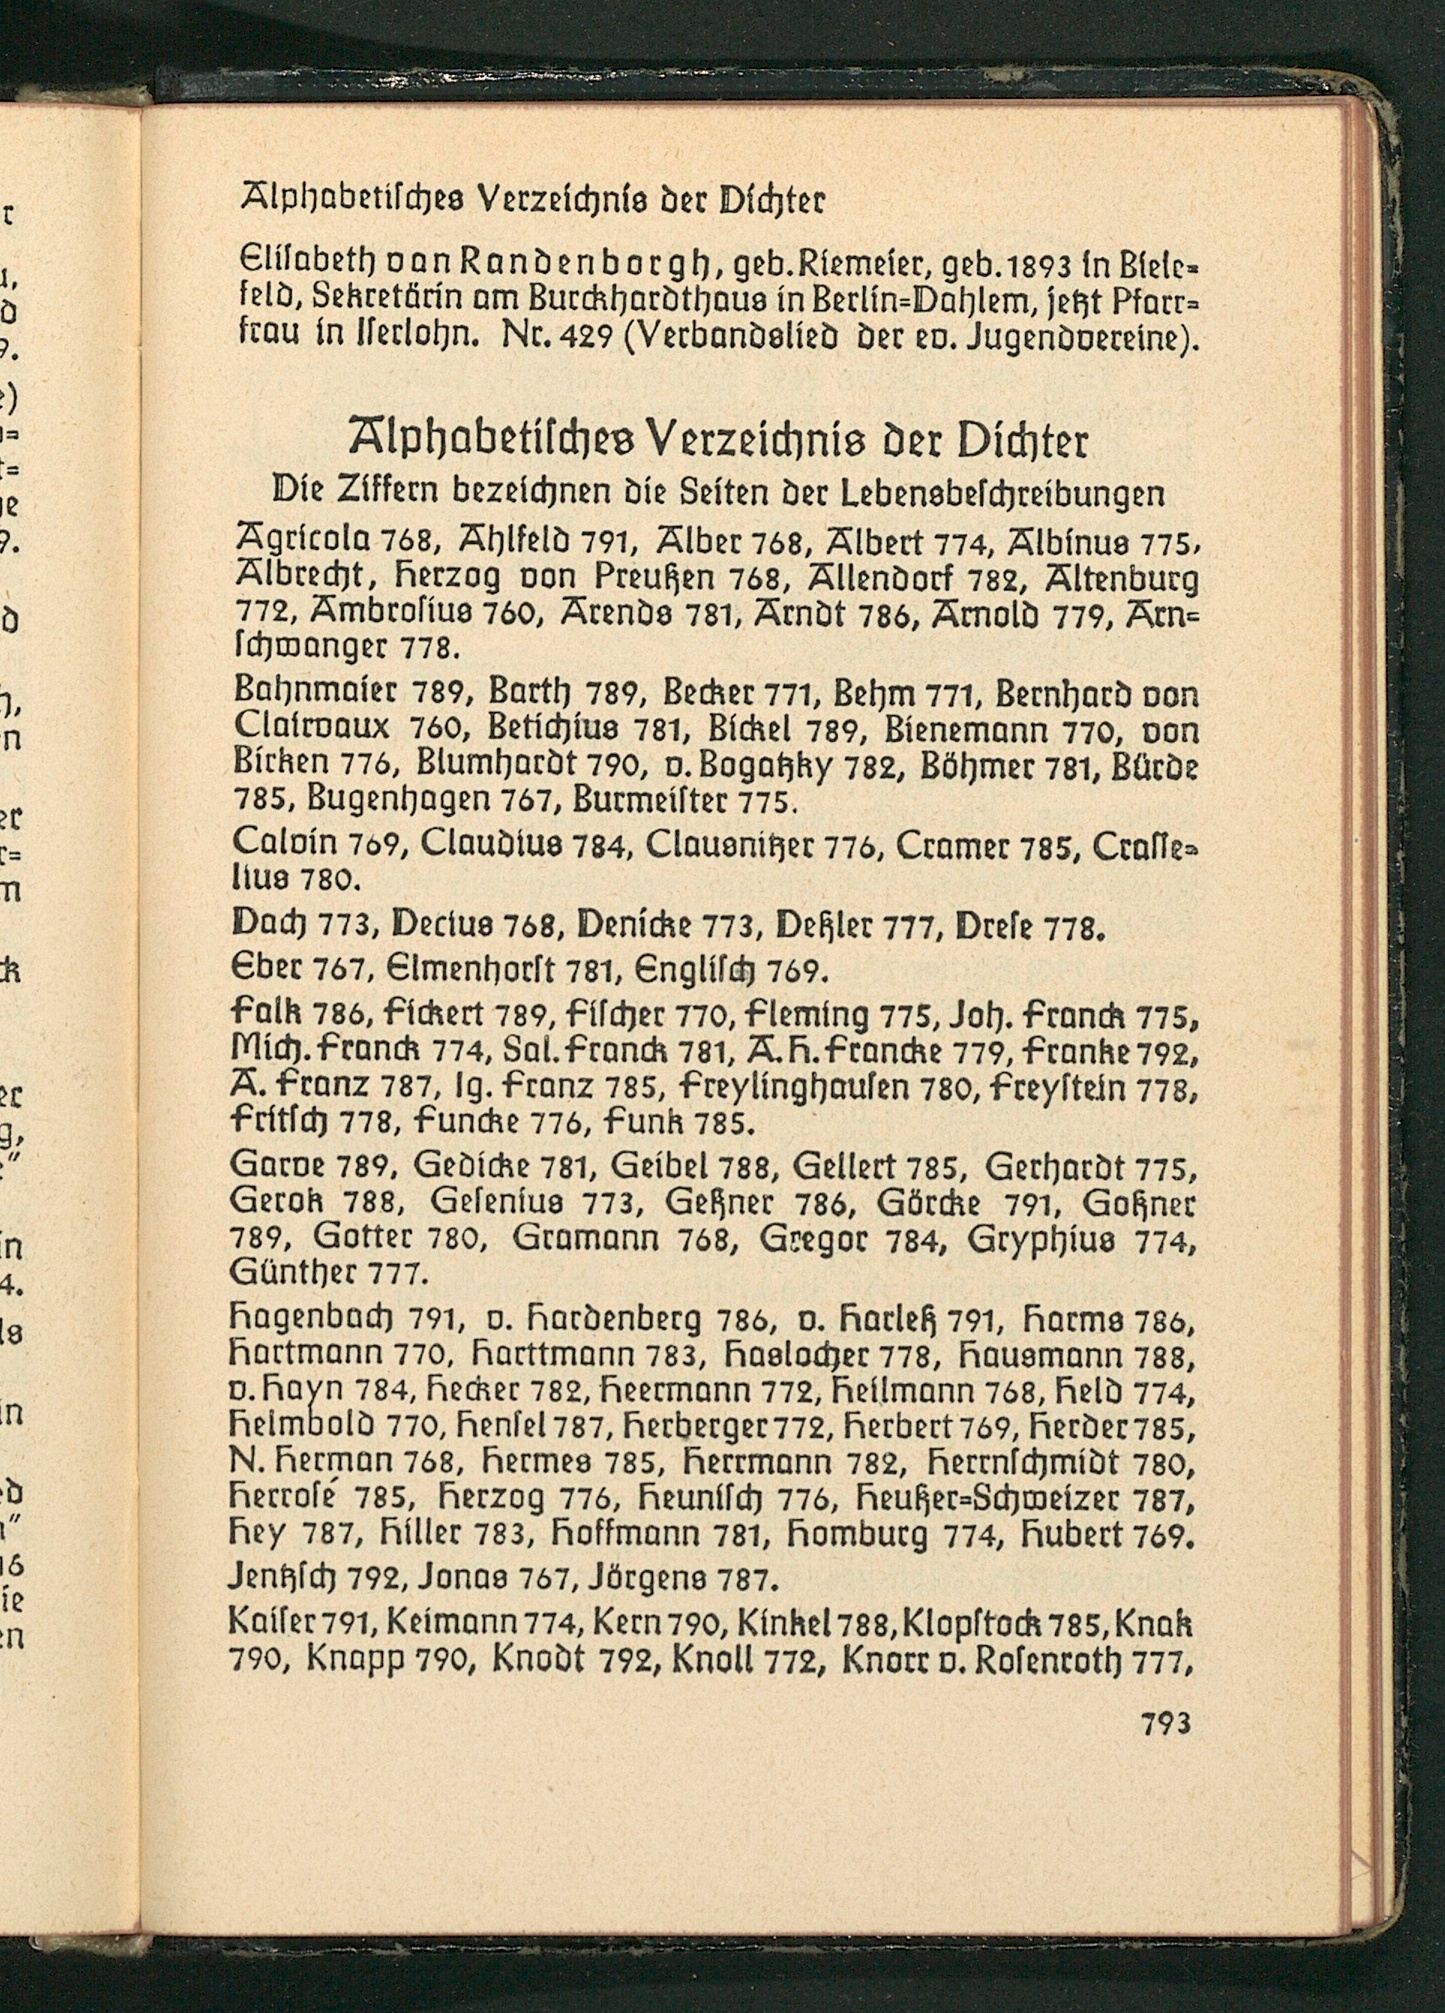 Alphabetisches Verzeichnis der Dichter
Elisabeth van Randenborgh, geb. Riemeier, geb. 1893 in Biele=
feld, Sekretärin am Burckhardthaus in Berlin=Dahlem, jetzt Pfarr=
frau in Iserlohn. Nr. 429 (Verbandslied der ev. Jugendvereine).
Alphabetisches Verzeichnis der Dichter
Die Ziffern bezeichnen die Seiten der Lebensbeschreibungen
Agricola 768, Ahlfeld 791, Alber 768, Albert 774, Albinus 775,
Albrecht, Herzog von Preußen 768, Allendorf 782, Altenburg
772, Ambrosius 760, Arends 781, Arndt 786, Arnold 779, Arn=
schwanger 778.
Bahnmaier 789, Barth 789, Becker 771, Behm 771, Bernhard von
Clairvaux 760, Betichius 781, Bickel 789, Bienemann 770, von
Birken 776, Blumhardt 790, v. Bogatzky 782, Böhmer 781, Bürde
785, Bugenhagen 767, Burmeister 775.
Calvin 769, Claudius 784, Clausnitzer 776, Cramer 785, Crasse=
lius 780.
Dach 773, Decius 768, Denicke 773, Deßler 777, Drese 778.
Eber 767, Elmenhorst 781, Englisch 769.
Falk 786, Fickert 789, Fischer 770, Fleming 775, Joh. Franck 775,
Mich. Franck 774, Sal. Franck 781, A. H. Francke 779, Franke 792,
A. Franz 787, Ig. Franz 785, Freylinghausen 780, Freystein 778,
Fritsch 778, Funcke 776, Funk 785.
Garve 789, Gedicke 781, Geibel 788, Gellert 785, Gerhardt 775,
Gerok 788, Gesenius 773, Geßner 786, Görcke 791, Goßner
789, Gotter 780, Gramann 768, Gregor 784, Gryphius 774,
Günther 777.
Hagenbach 791, v. Hardenberg 786, v. Harleß 791, Harms 786,
Hartmann 770, Harttmann 783, Haslocher 778, Hausmann 788,
v. Hayn 784, Hecker 782, Heermann 772, Heilmann 768, Held 774,
Helmbold 770, Hensel 787, Herberger 772, Herbert 769, Herder 785,
N. Herman 768, Hermes 785, Herrmann 782, Herrnschmidt 780,
Herrosé 785, Herzog 776, Heunisch 776, Heußer=Schweizer 787,
Hey 787, Hiller 783, Hoffmann 781, Homburg 774, Hubert 769.
Jentzsch 792, Jonas 767, Jörgens 787.
Kaiser 791, Keimann 774, Kern 790, Kinkel 788, Klopstock 785, Knak
790, Knapp 790, Knodt 792, Knoll 772, Knorr v. Rosenroth 777,
793